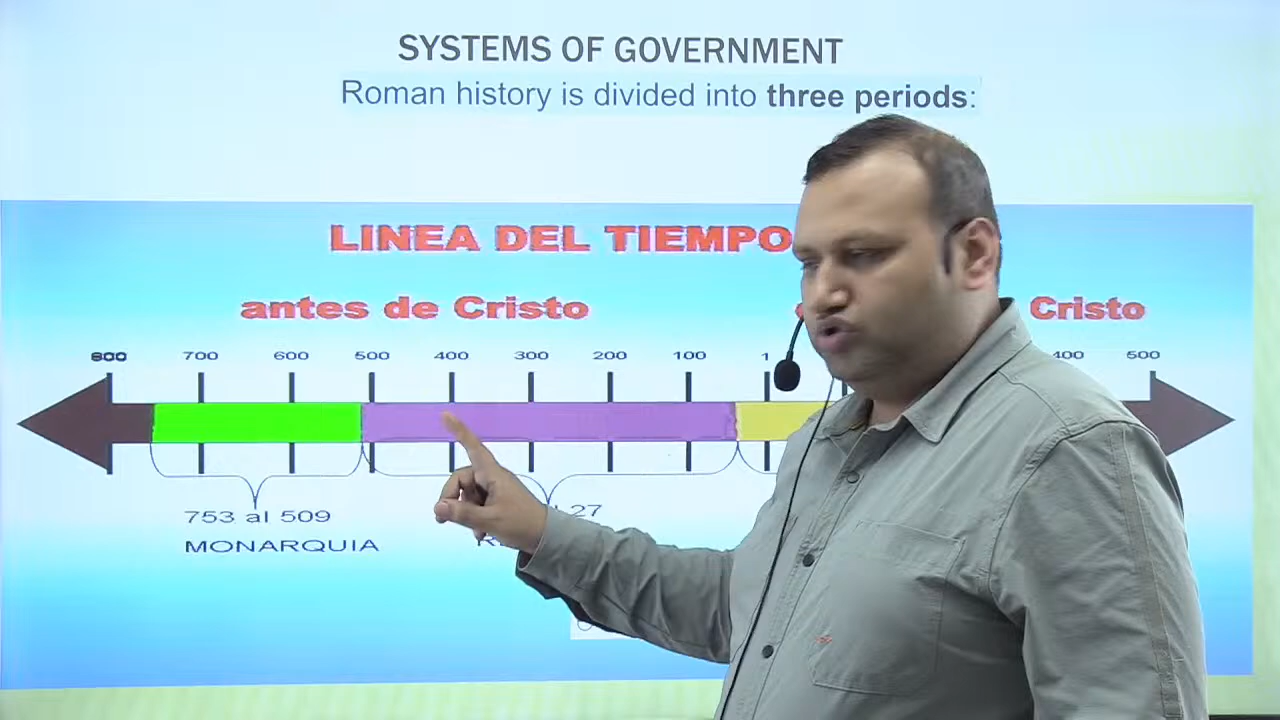 SYSTEMS OF GOVERNMENT
Roman history is divided into three periods:
LINEA DEL TIEMPO
antes de Cristo Cristo
800 700 600 500 400 300 200 100 1 400 500
753 al 509 27
MONARQUIA